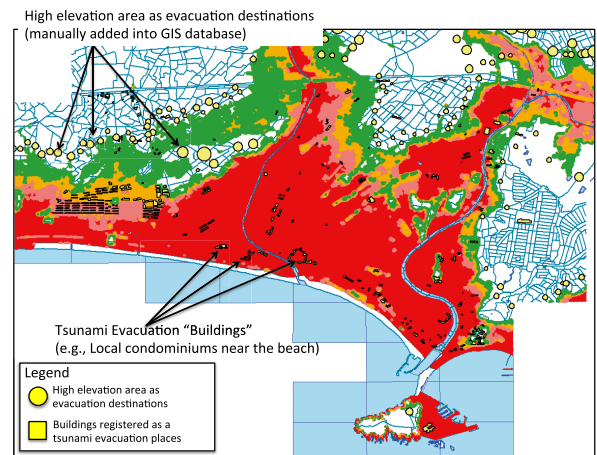 High elevation area as evacuation destinations
(manually added into GIS database)
Tsunami Evacuation “Buildings”
(e.g., Local condominiums near the beach)
Legend
High elevation area as
evacuation destinations
Buildings registered as a
tsunami evacuation places